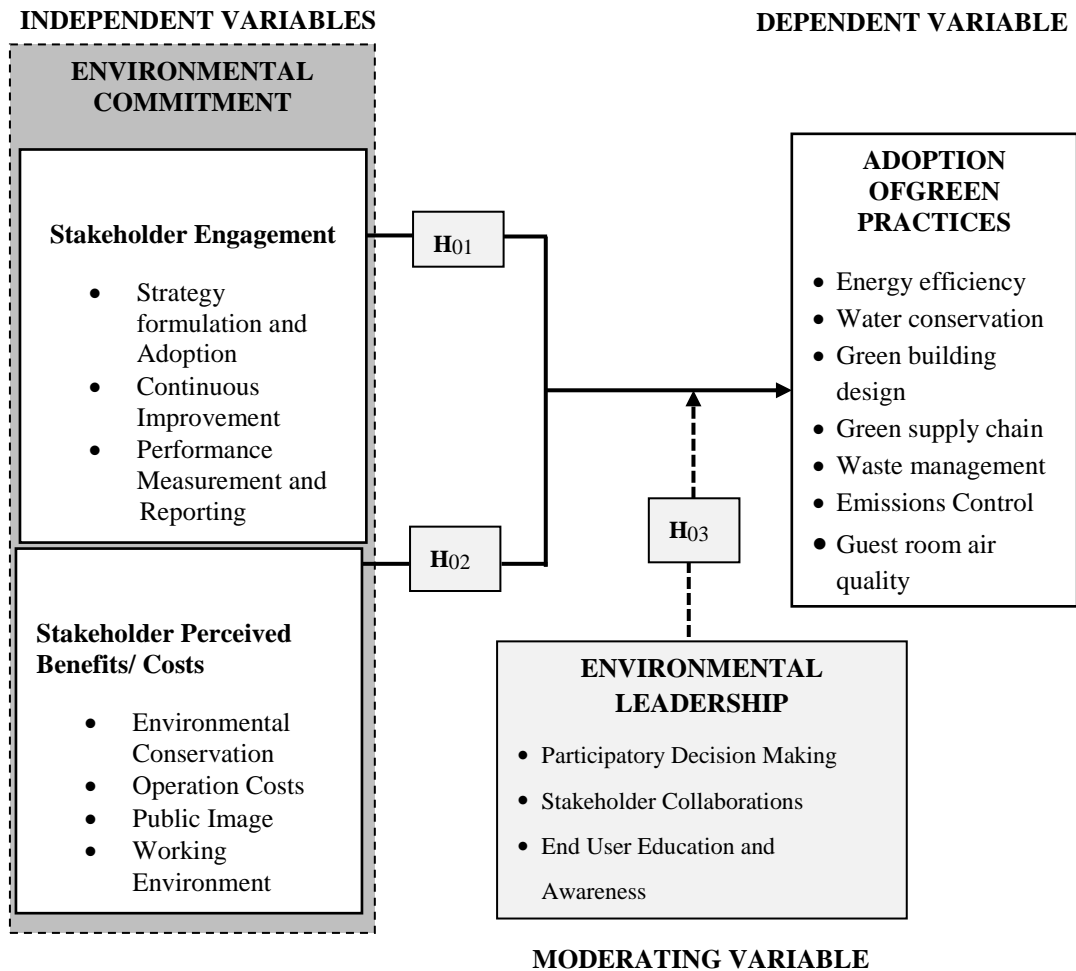 INDEPENDENT VARIABLES
DEPENDENT VARIABLE
ENVIRONMENTAL
COMMITMENT
Stakeholder Engagement
• Strategy
formulation and
Adoption
• Continuous
Improvement
• Performance
Measurement and
Reporting
H01
H02
Stakeholder Perceived
Benefits/ Costs
• Environmental
Conservation
• Operation Costs
• Public Image
• Working
Environment
ADOPTION
OFGREEN
PRACTICES
• Energy efficiency
• Water conservation
• Green building
design
• Green supply chain
• Waste management
• Emissions Control
• Guest room air
quality
H03
ENVIRONMENTAL
LEADERSHIP
• Participatory Decision Making
• Stakeholder Collaborations
• End User Education and
Awareness
MODERATING VARIABLE